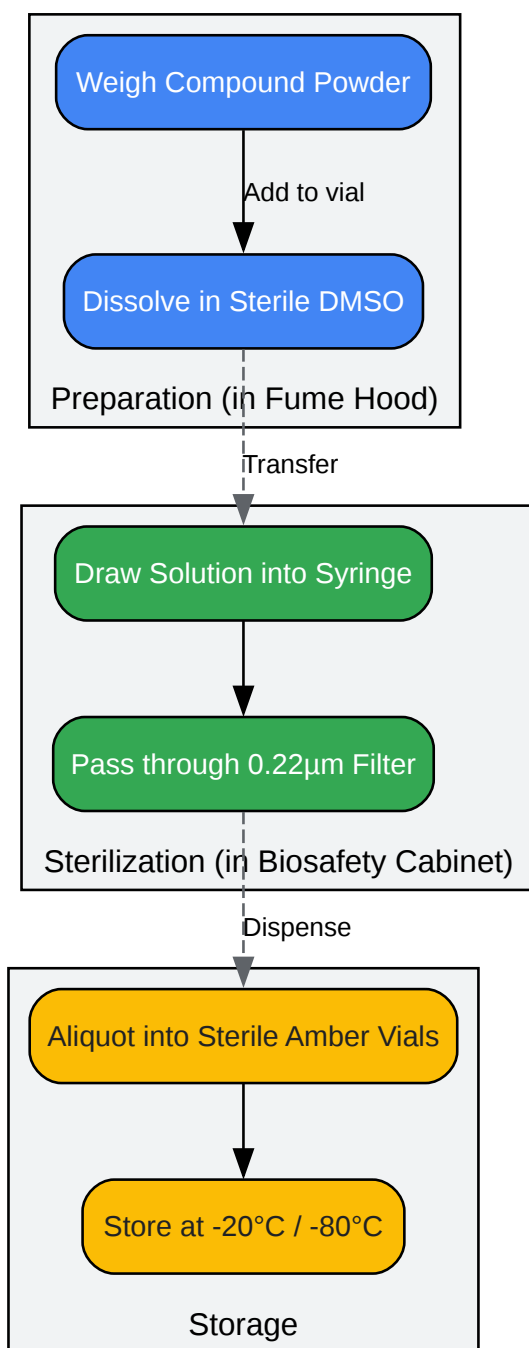 Weigh Compound Powder
Add to vial
Dissolve in Sterile DMSO
Preparation (in Fume Hood)
Transfer
Draw Solution into Syringe
Pass through 0.22µm Filter
Sterilization (in Biosafety Cabinet)
Dispense
Aliquot into Sterile Amber Vials
Store at -20°C / -80°C
Storage